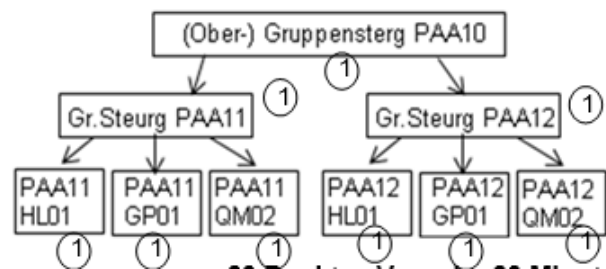 (Ober-) Gruppensterg PAA10
1
Gr.Steurg PAA11
1
Gr.Steurg PAA12
1
PAA11
HL01
1
PAA11
GP01
1
PAA11
QM02
1
PAA12
HL01
1
PAA12
GP01
1
PAA12
QM02
1